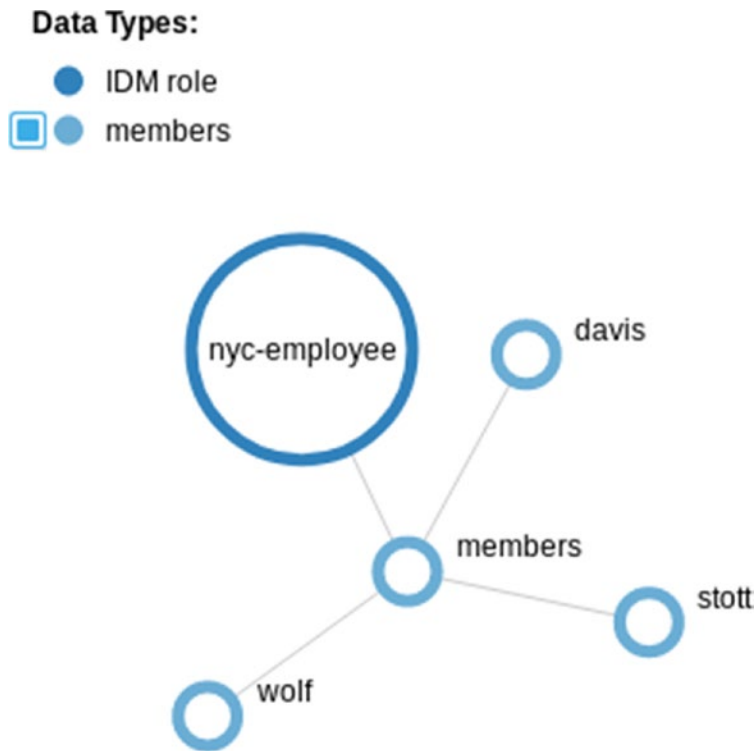 Data Types:
IDM role
members
nyc-employee
davis
members
stott
wolf